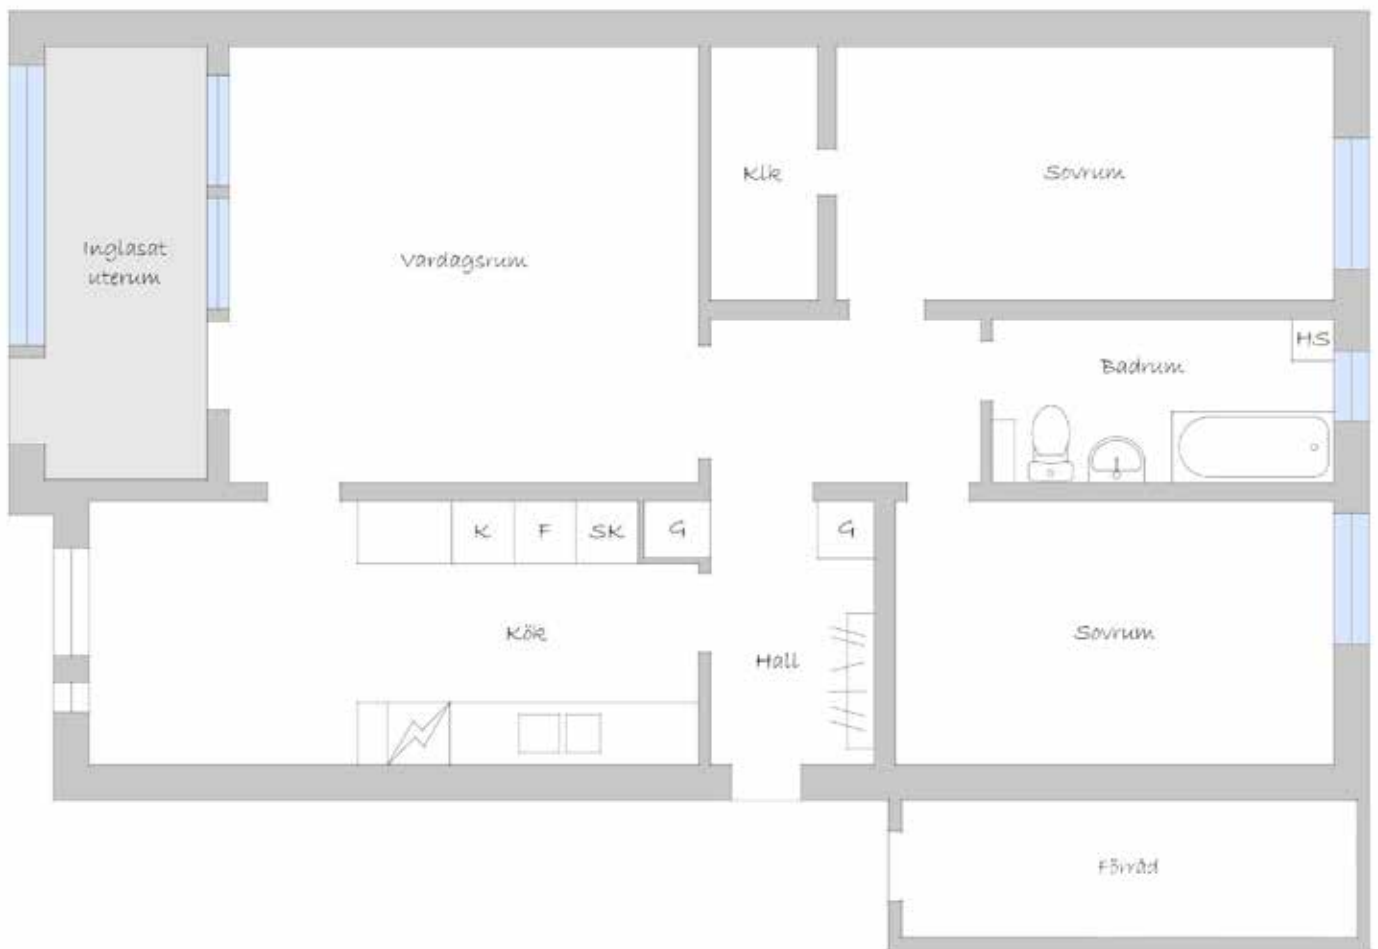 Klk
Sovrum
Inglasat
uterum
Vardagsrum
HS
Badrum
K
F
SK
G
G
Kök
Hall
Sovrum
Förråd